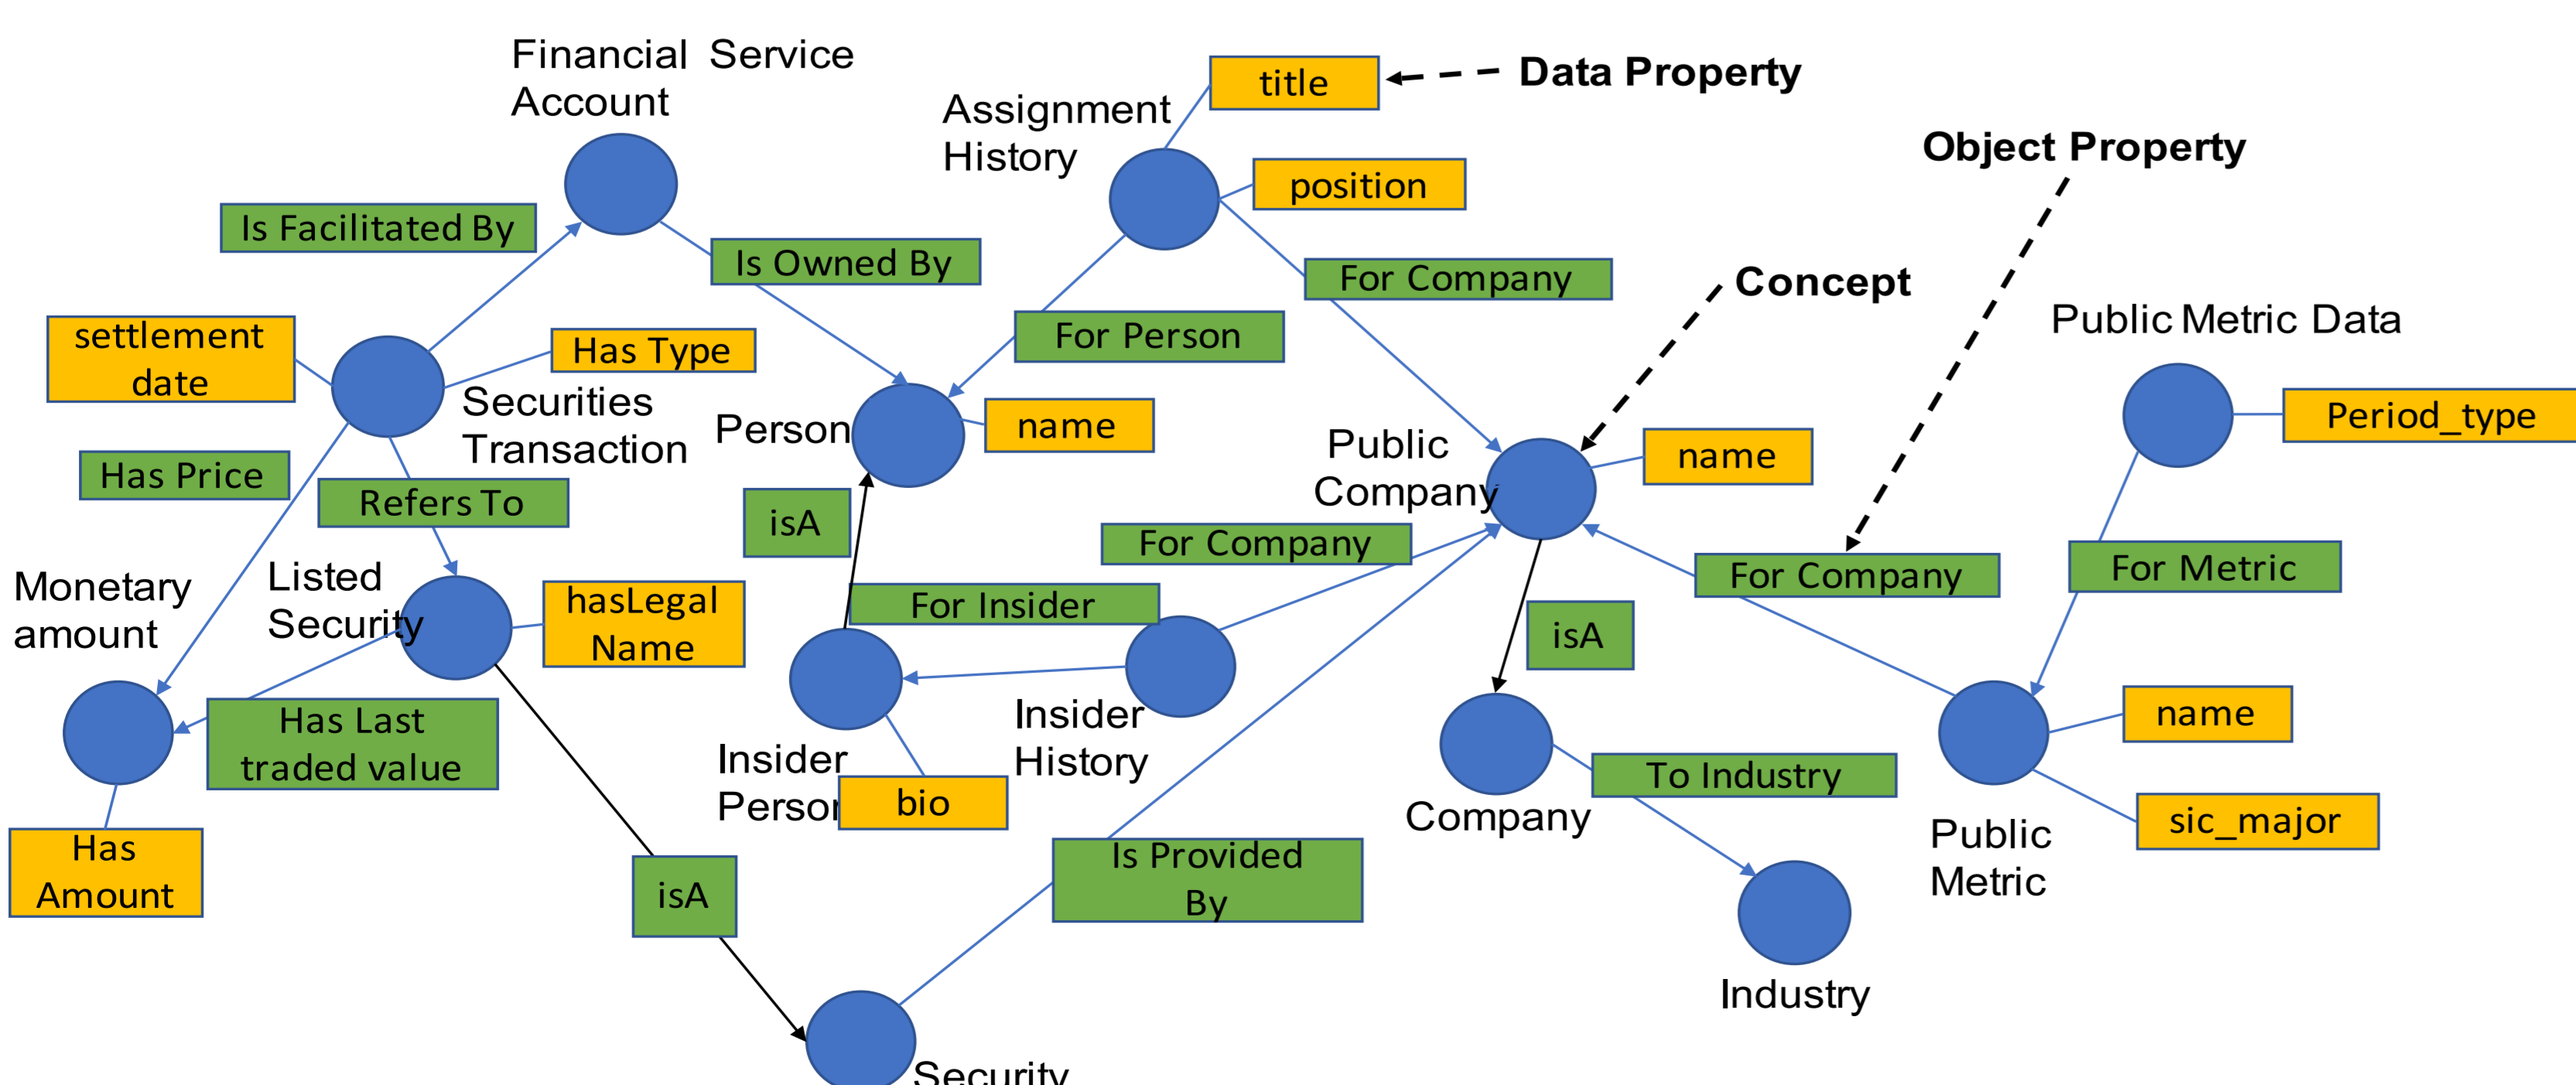 Financial Service
Account
title
Data Property
Assignment
History
Object Property
position
Is Facilitated By
Is Owned By
For Company
Concept
Public Metric Data
For Person
settlement
date
Has Type
Securities
Transaction
Person
name
Period_type
Public
Company
name
Has Price
Refers To
isA
For Company
For Company
For Metric
Monetary
amount
Listed
Security
hasLegal
Name
For Insider
isA
Has Last
traded value
Insider
History
name
Insider
Person
bio
To Industry
Company
sic_major
Public
Metric
Has
Amount
isA
Is Provided
By
Industry
Security